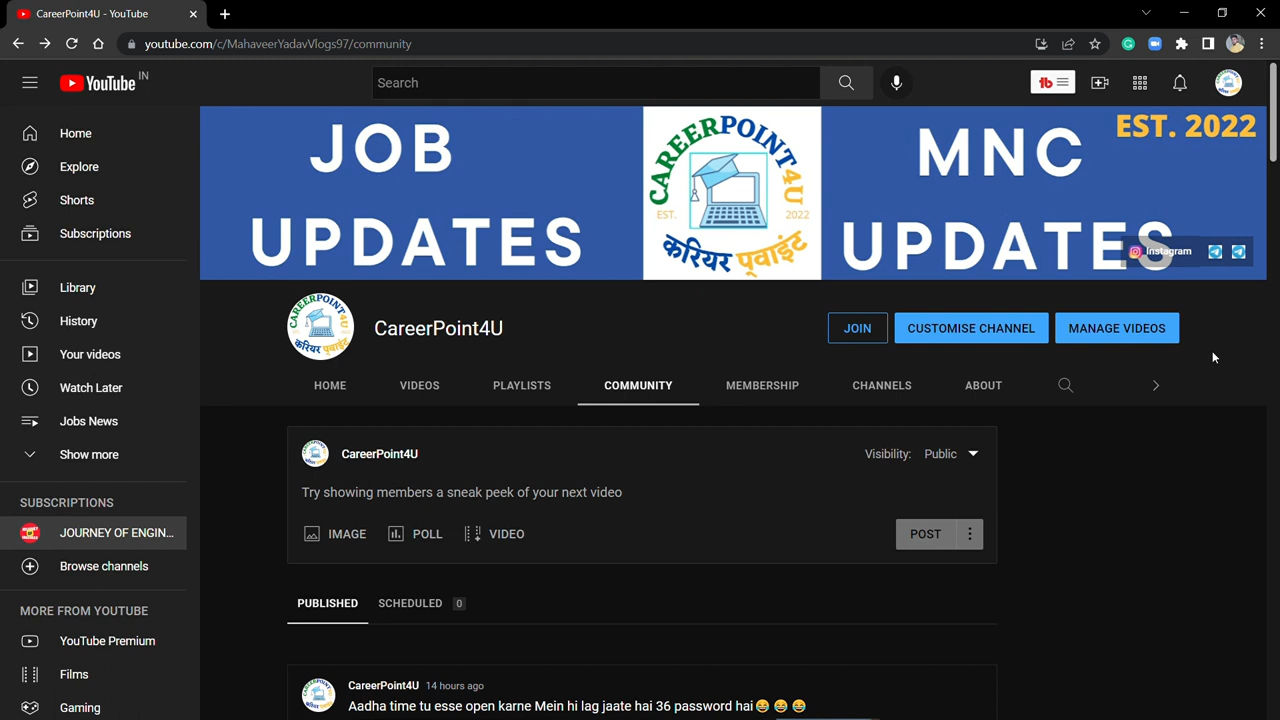 CareerPoint4U - YouTube
youtube.com/c/MahaveerYadavVlogs97/community
YouTube IN
Search
Home
Explore
Shorts
Subscriptions
Library
History
Your videos
Watch Later
Jobs News
Show more
SUBSCRIPTIONS
JOURNEY OF ENGIN...
Browse channels
MORE FROM YOUTUBE
YouTube Premium
Films
Gaming
JOB
UPDATES
CAREERPOINT4U
EST. 2022
करियर प्वाइंट
MNC
UPDATES
EST. 2022
Instagram
CAREERPOINT4U
करियर प्वाइंट
CareerPoint4U
JOIN
CUSTOMISE CHANNEL
MANAGE VIDEOS
HOME VIDEOS PLAYLISTS COMMUNITY MEMBERSHIP CHANNELS ABOUT
CareerPoint4U
Visibility: Public
Try showing members a sneak peek of your next video
IMAGE POLL VIDEO
POST
PUBLISHED SCHEDULED 0
CareerPoint4U 14 hours ago
Aadha time tu esse open karne Mein hi lag jaate hai 36 password hai😂 😂 😂